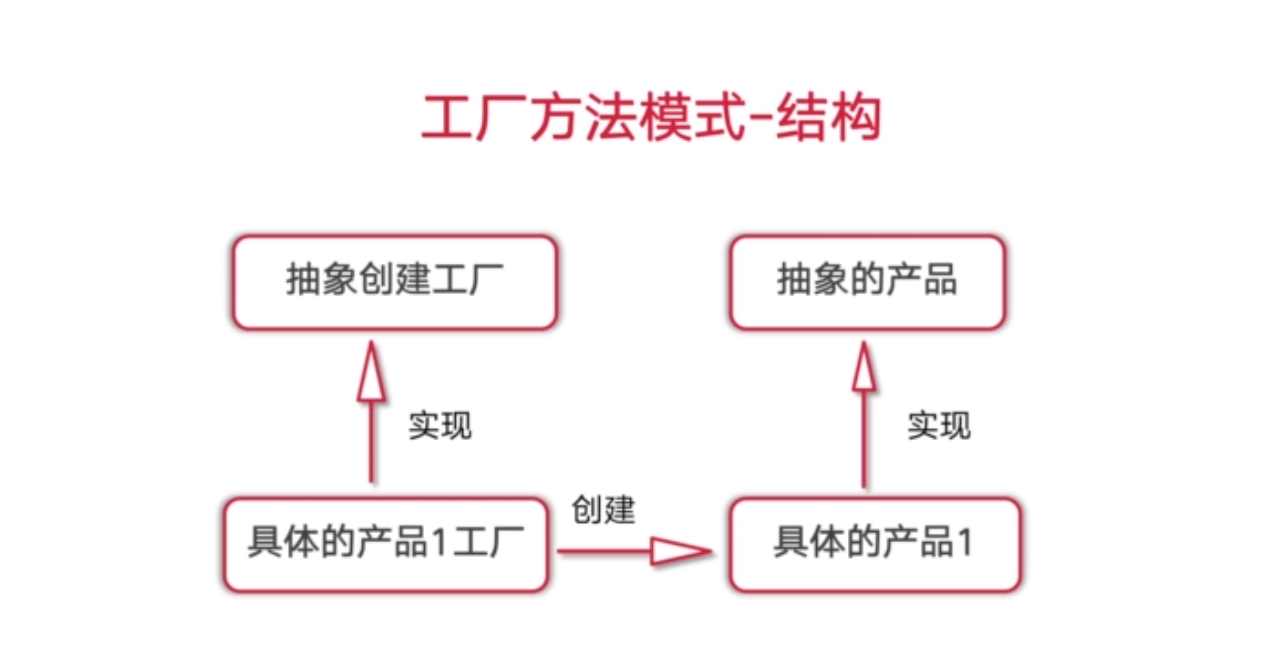 工厂方法模式-结构
抽象创建工厂
抽象的产品
实现
实现
创建
具体的产品1工厂
具体的产品1